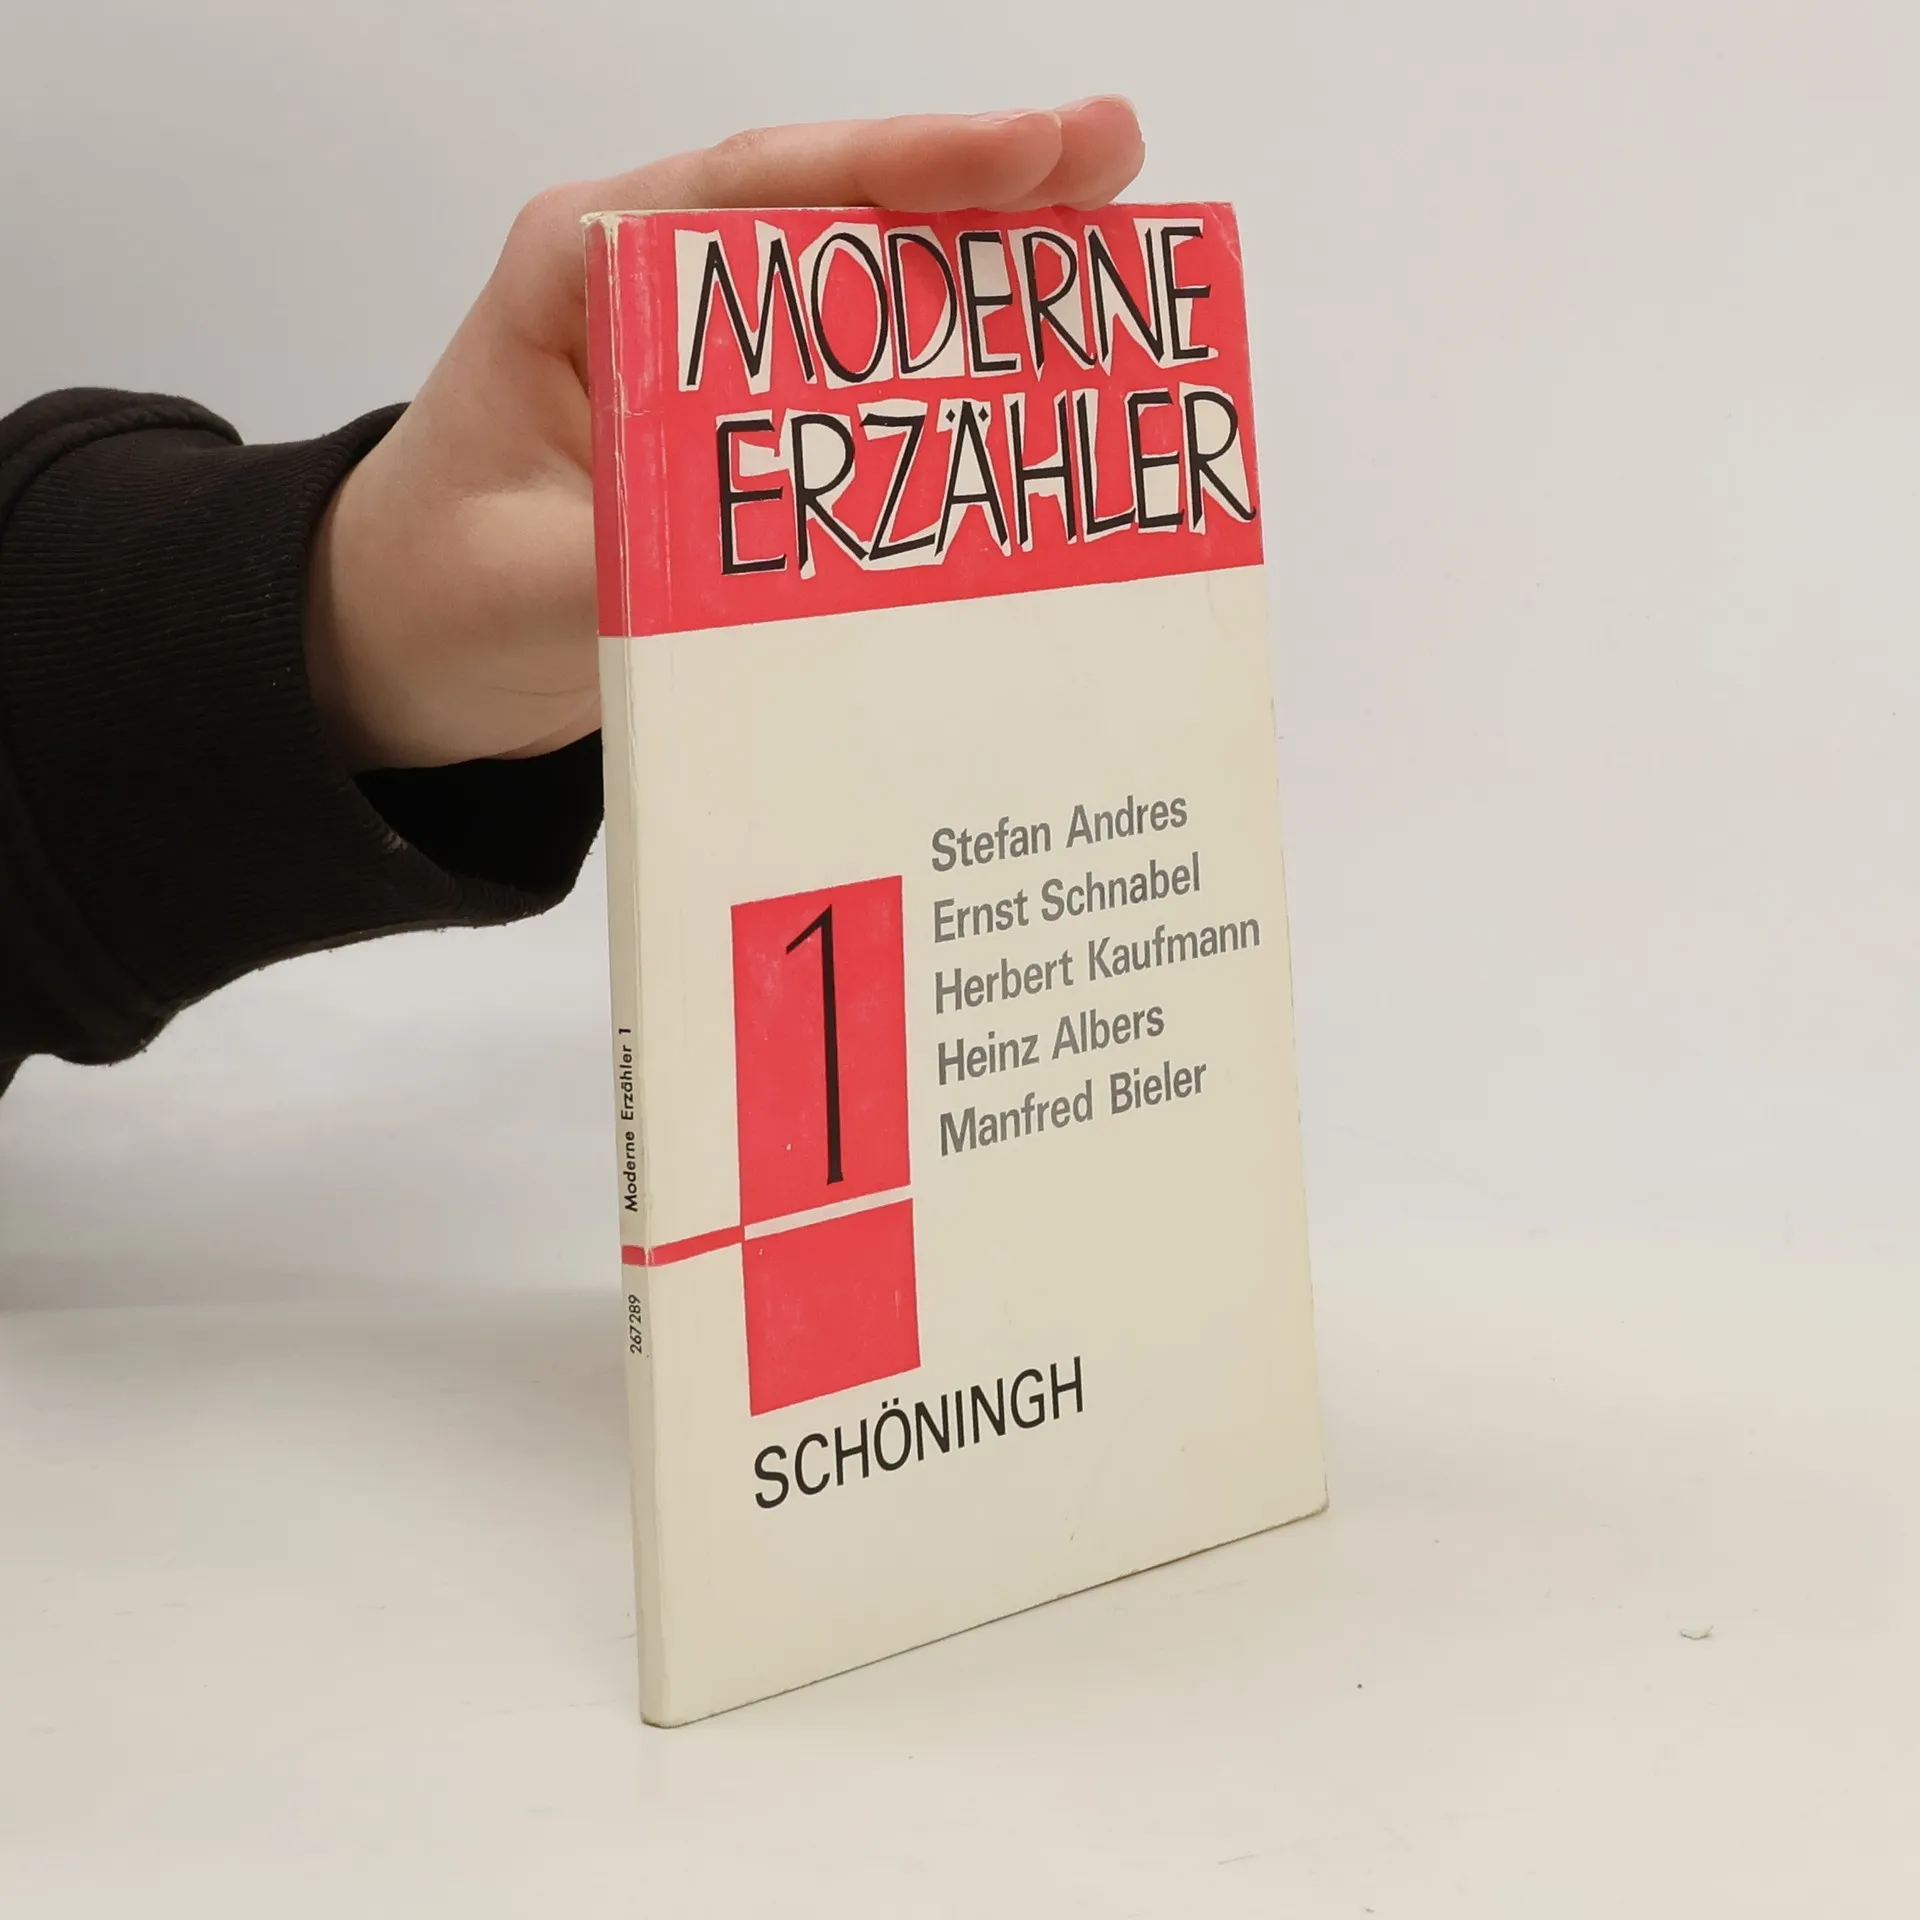 MODERNE
ERZÄHLER
Stefan Andres
Ernst Schnabel
Herbert Kaufmann
Heinz Albers
Manfred Bieler
1
SCHÖNINGH
Moderne Erzähler 1
267289